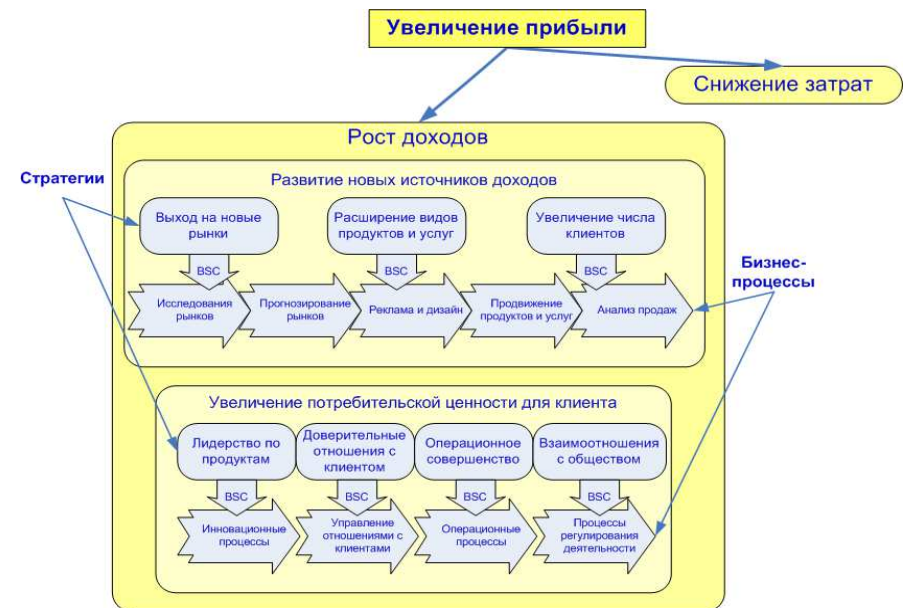 Увеличение прибыли
Снижение затрат
Рост доходов
Стратегии
Развитие новых источников доходов
Выход на новые
рынки
Расширение видов
продуктов и услуг
Увеличение числа
клиентов
Бизнес-
процессы
BSC
BSC
BSC
Исследования
рынков
Прогнозирование
рынков
Реклама и дизайн
Продвижение
продуктов и услуг
Анализ продаж
Увеличение потребительской ценности для клиента
Лидерство по
продуктам
Доверительные
отношения с
клиентом
Операционное
совершенство
Взаимоотношения
с обществом
BSC
BSC
BSC
BSC
Инновационные
процессы
Управление
отношениями с
клиентами
Операционные
процессы
Процессы
регулирования
деятельности